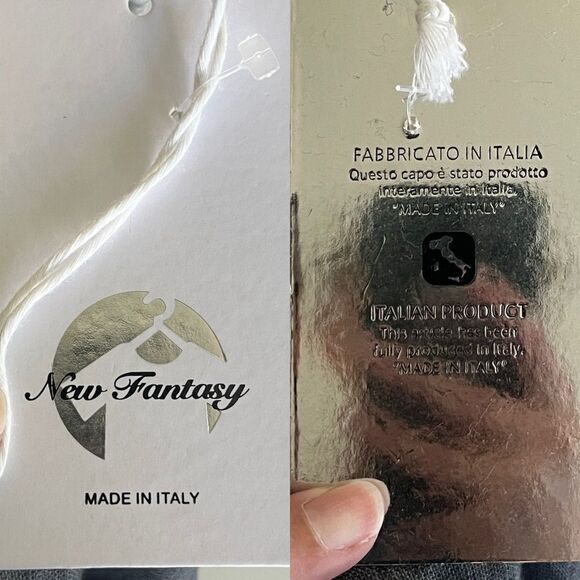 New Fantasy
MADE IN ITALY
FABBRICATO IN ITALIA
Questo capo è stato prodotto
interamente in Italia.
"MADE IN ITALY"
ITALIAN PRODUCT
This article has been
fully produced in Italy.
"MADE IN ITALY"